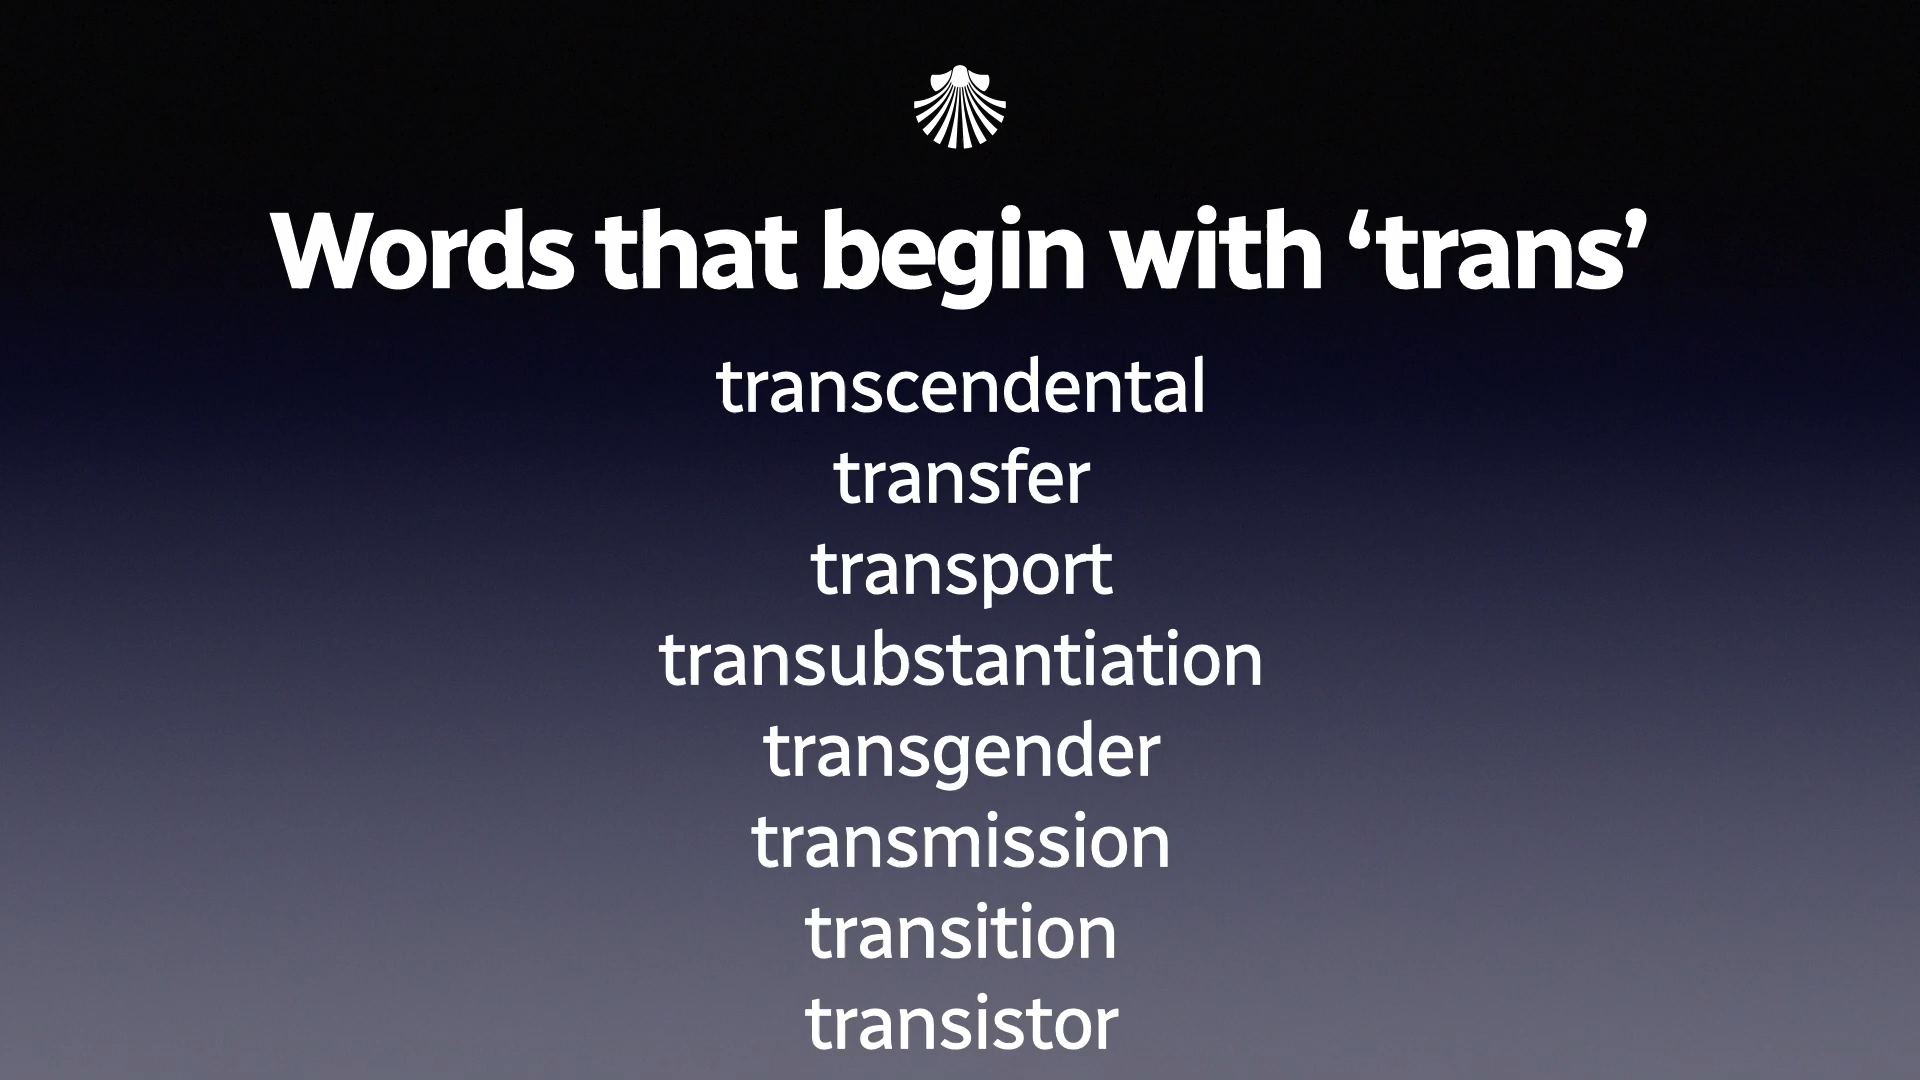 Words that begin with ‘trans’
transcendental
transfer
transport
transubstantiation
transgender
transmission
transition
transistor